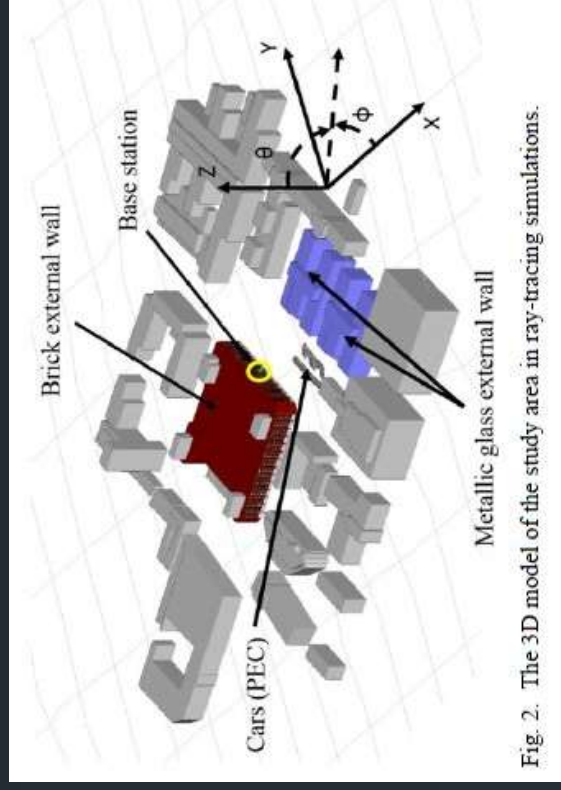 Brick external wall
Base station
Z
θ
Y
ϕ
X
Cars (PEC)
Metallic glass external wall
Fig. 2. The 3D model of the study area in ray-tracing simulations.